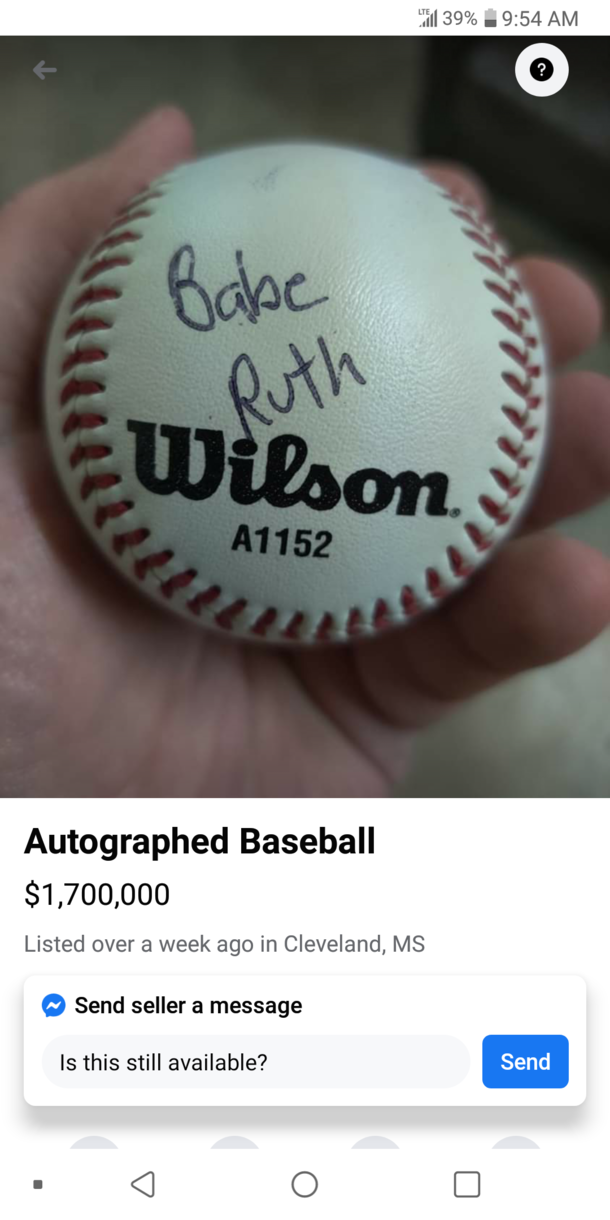 LTE 39% 9:54 AM
?
Babe
Ruth
Wilson.
A1152
Autographed Baseball
$1,700,000
Listed over a week ago in Cleveland, MS
Send seller a message
Is this still available?
Send